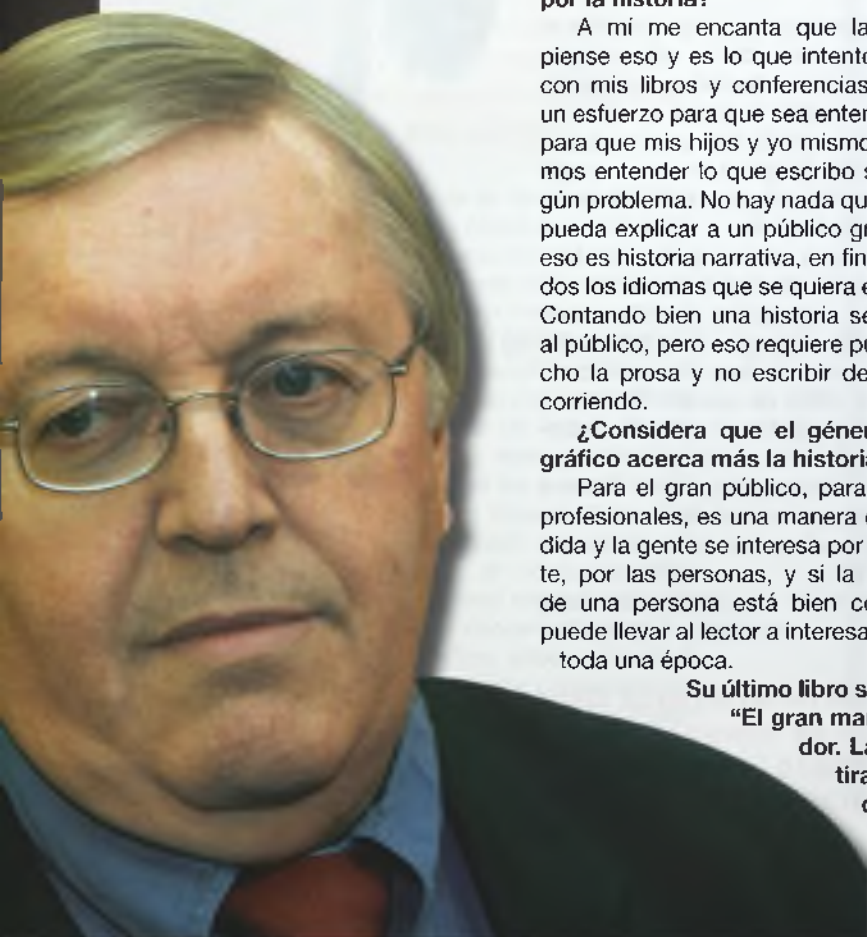 por la historia?
A mí me encanta que la
piense eso y es lo que intento
con mis libros y conferencias
un esfuerzo para que sea enten
para que mis hijos y yo mismo
mos entender lo que escribo s
gún problema. No hay nada qu
pueda explicar a un público gr
eso es historia narrativa, en fin
dos los idiomas que se quiera e
Contando bien una historia se
al público, pero eso requiere pu
cho la prosa y no escribir de
corriendo.
¿Considera que el géner
gráfico acerca más la historia
Para el gran público, para
profesionales, es una manera e
dida y la gente se interesa por
te, por las personas, y si la
de una persona está bien co
puede llevar al lector a interesa
toda una época.
Su último libro s
“El gran mar
dor. La
tira